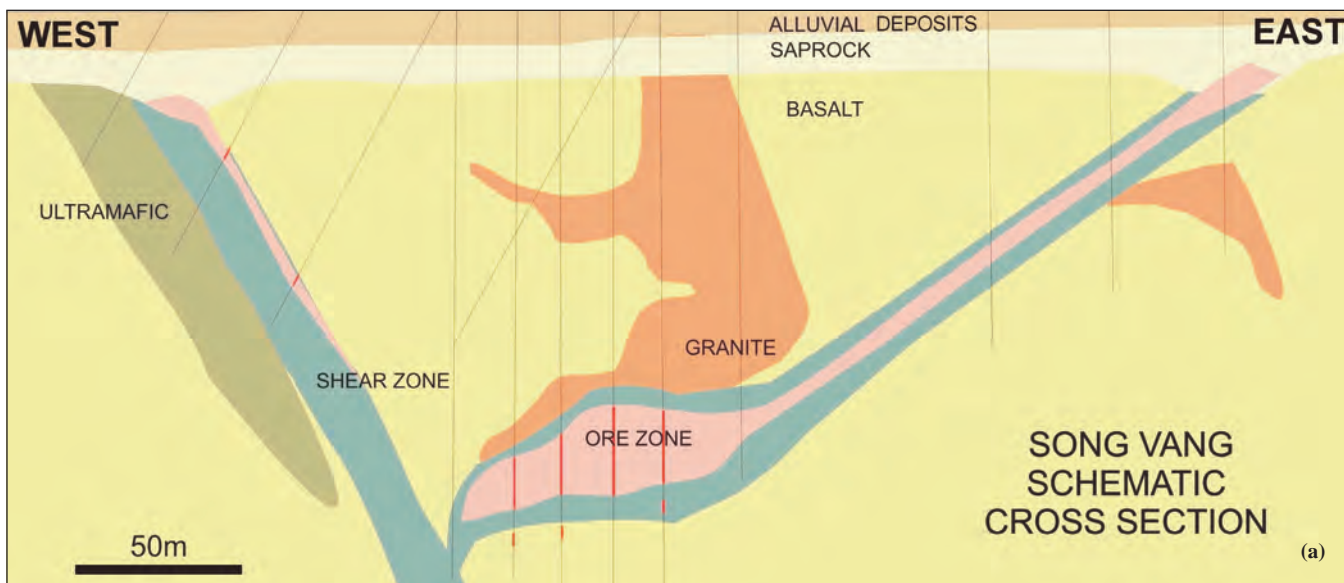 WEST
ALLUVIAL DEPOSITS
EAST
SAPROCK
BASALT
ULTRAMAFIC
GRANITE
SHEAR ZONE
ORE ZONE
SONG VANG
SCHEMATIC
CROSS SECTION
50m
(a)